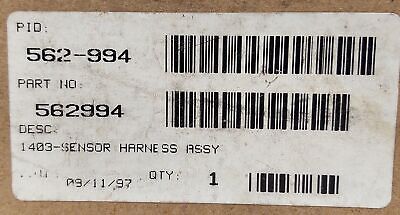 PID:
562-994
PART NO:
562994
DESC:
1403-SENSOR HARNESS ASSY
09/11/97 QTY: 1